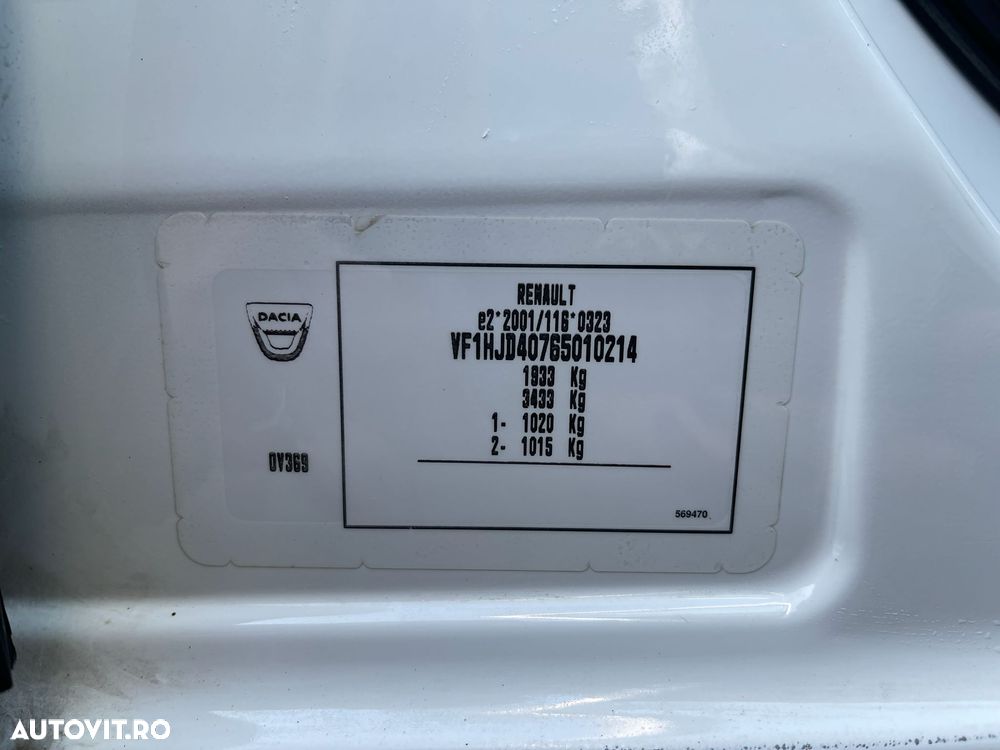 DACIA
RENAULT
e2*2001/116*0323
VF1HJD40765010214
1933 Kg
3433 Kg
1- 1020 Kg
2- 1015 Kg
0V369
569470
AUTOVIT.RO